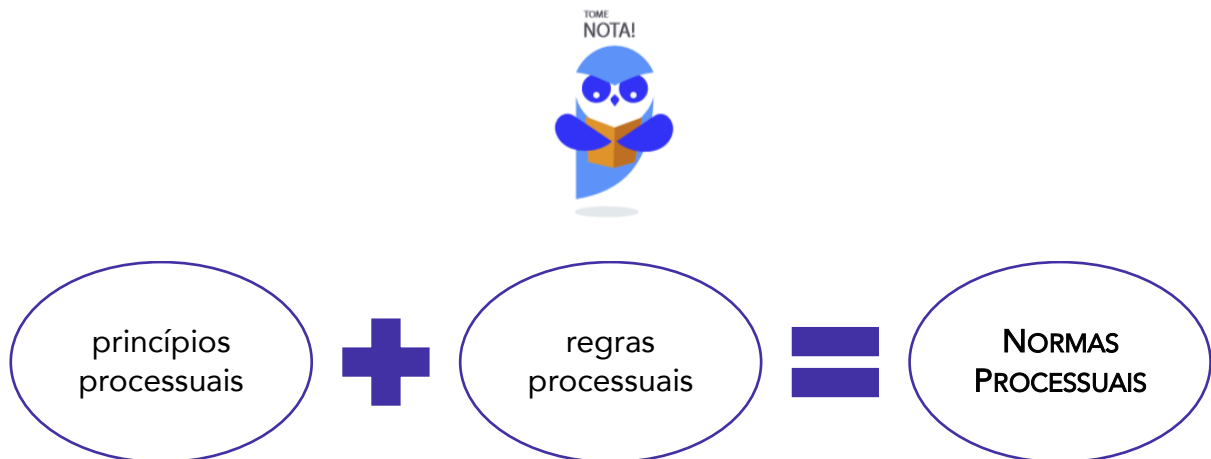 TOME
NOTA!
princípios
processuais
regras
processuais
NORMAS
PROCESSUAIS